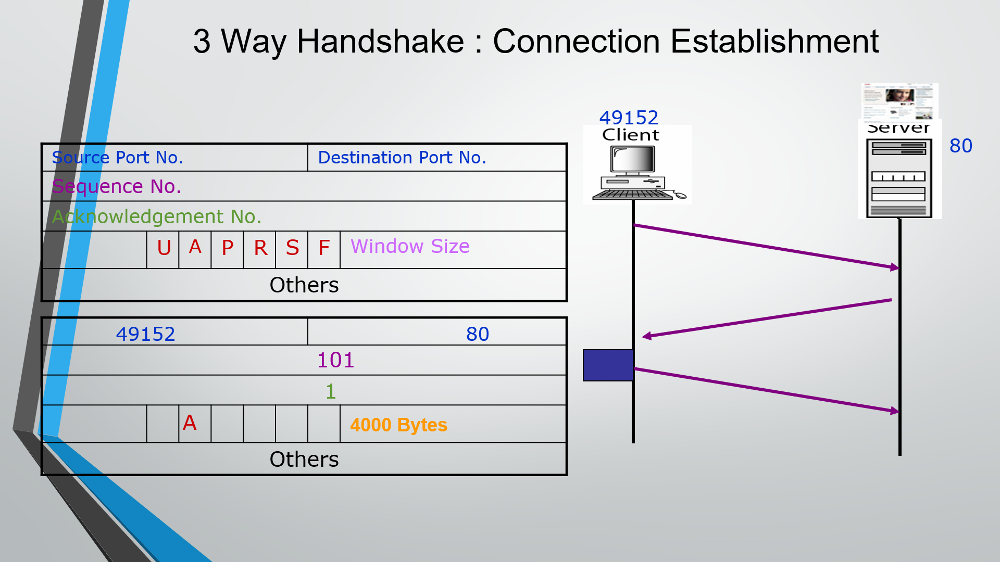 3 Way Handshake : Connection Establishment
49152
Client
Server
80
Source Port No. Destination Port No.
Sequence No.
Acknowledgement No.
U A P R S F Window Size
Others
49152 80
101
1
A 4000 Bytes
Others